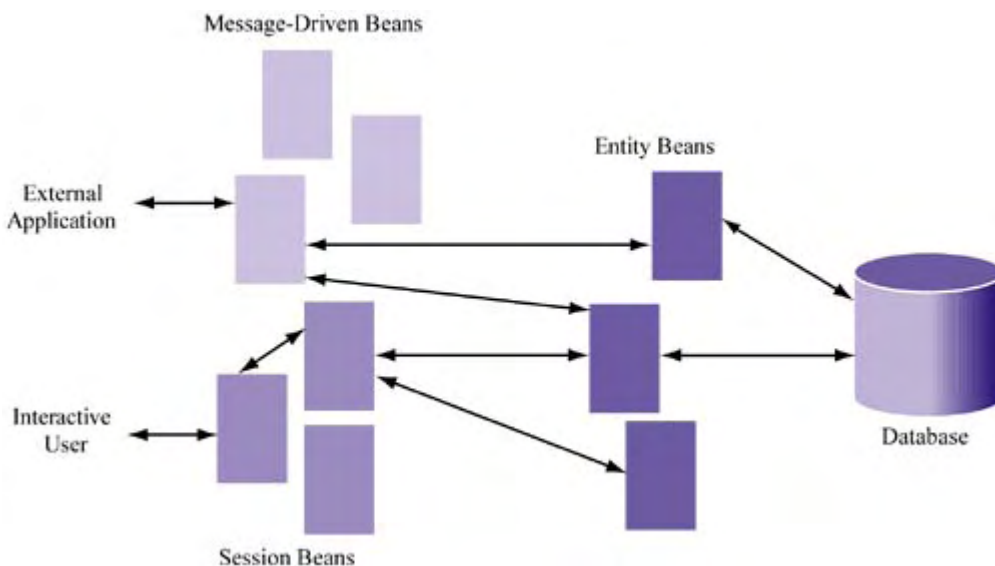 Message-Driven Beans
Entity Beans
External
Application
Interactive
User
Database
Session Beans